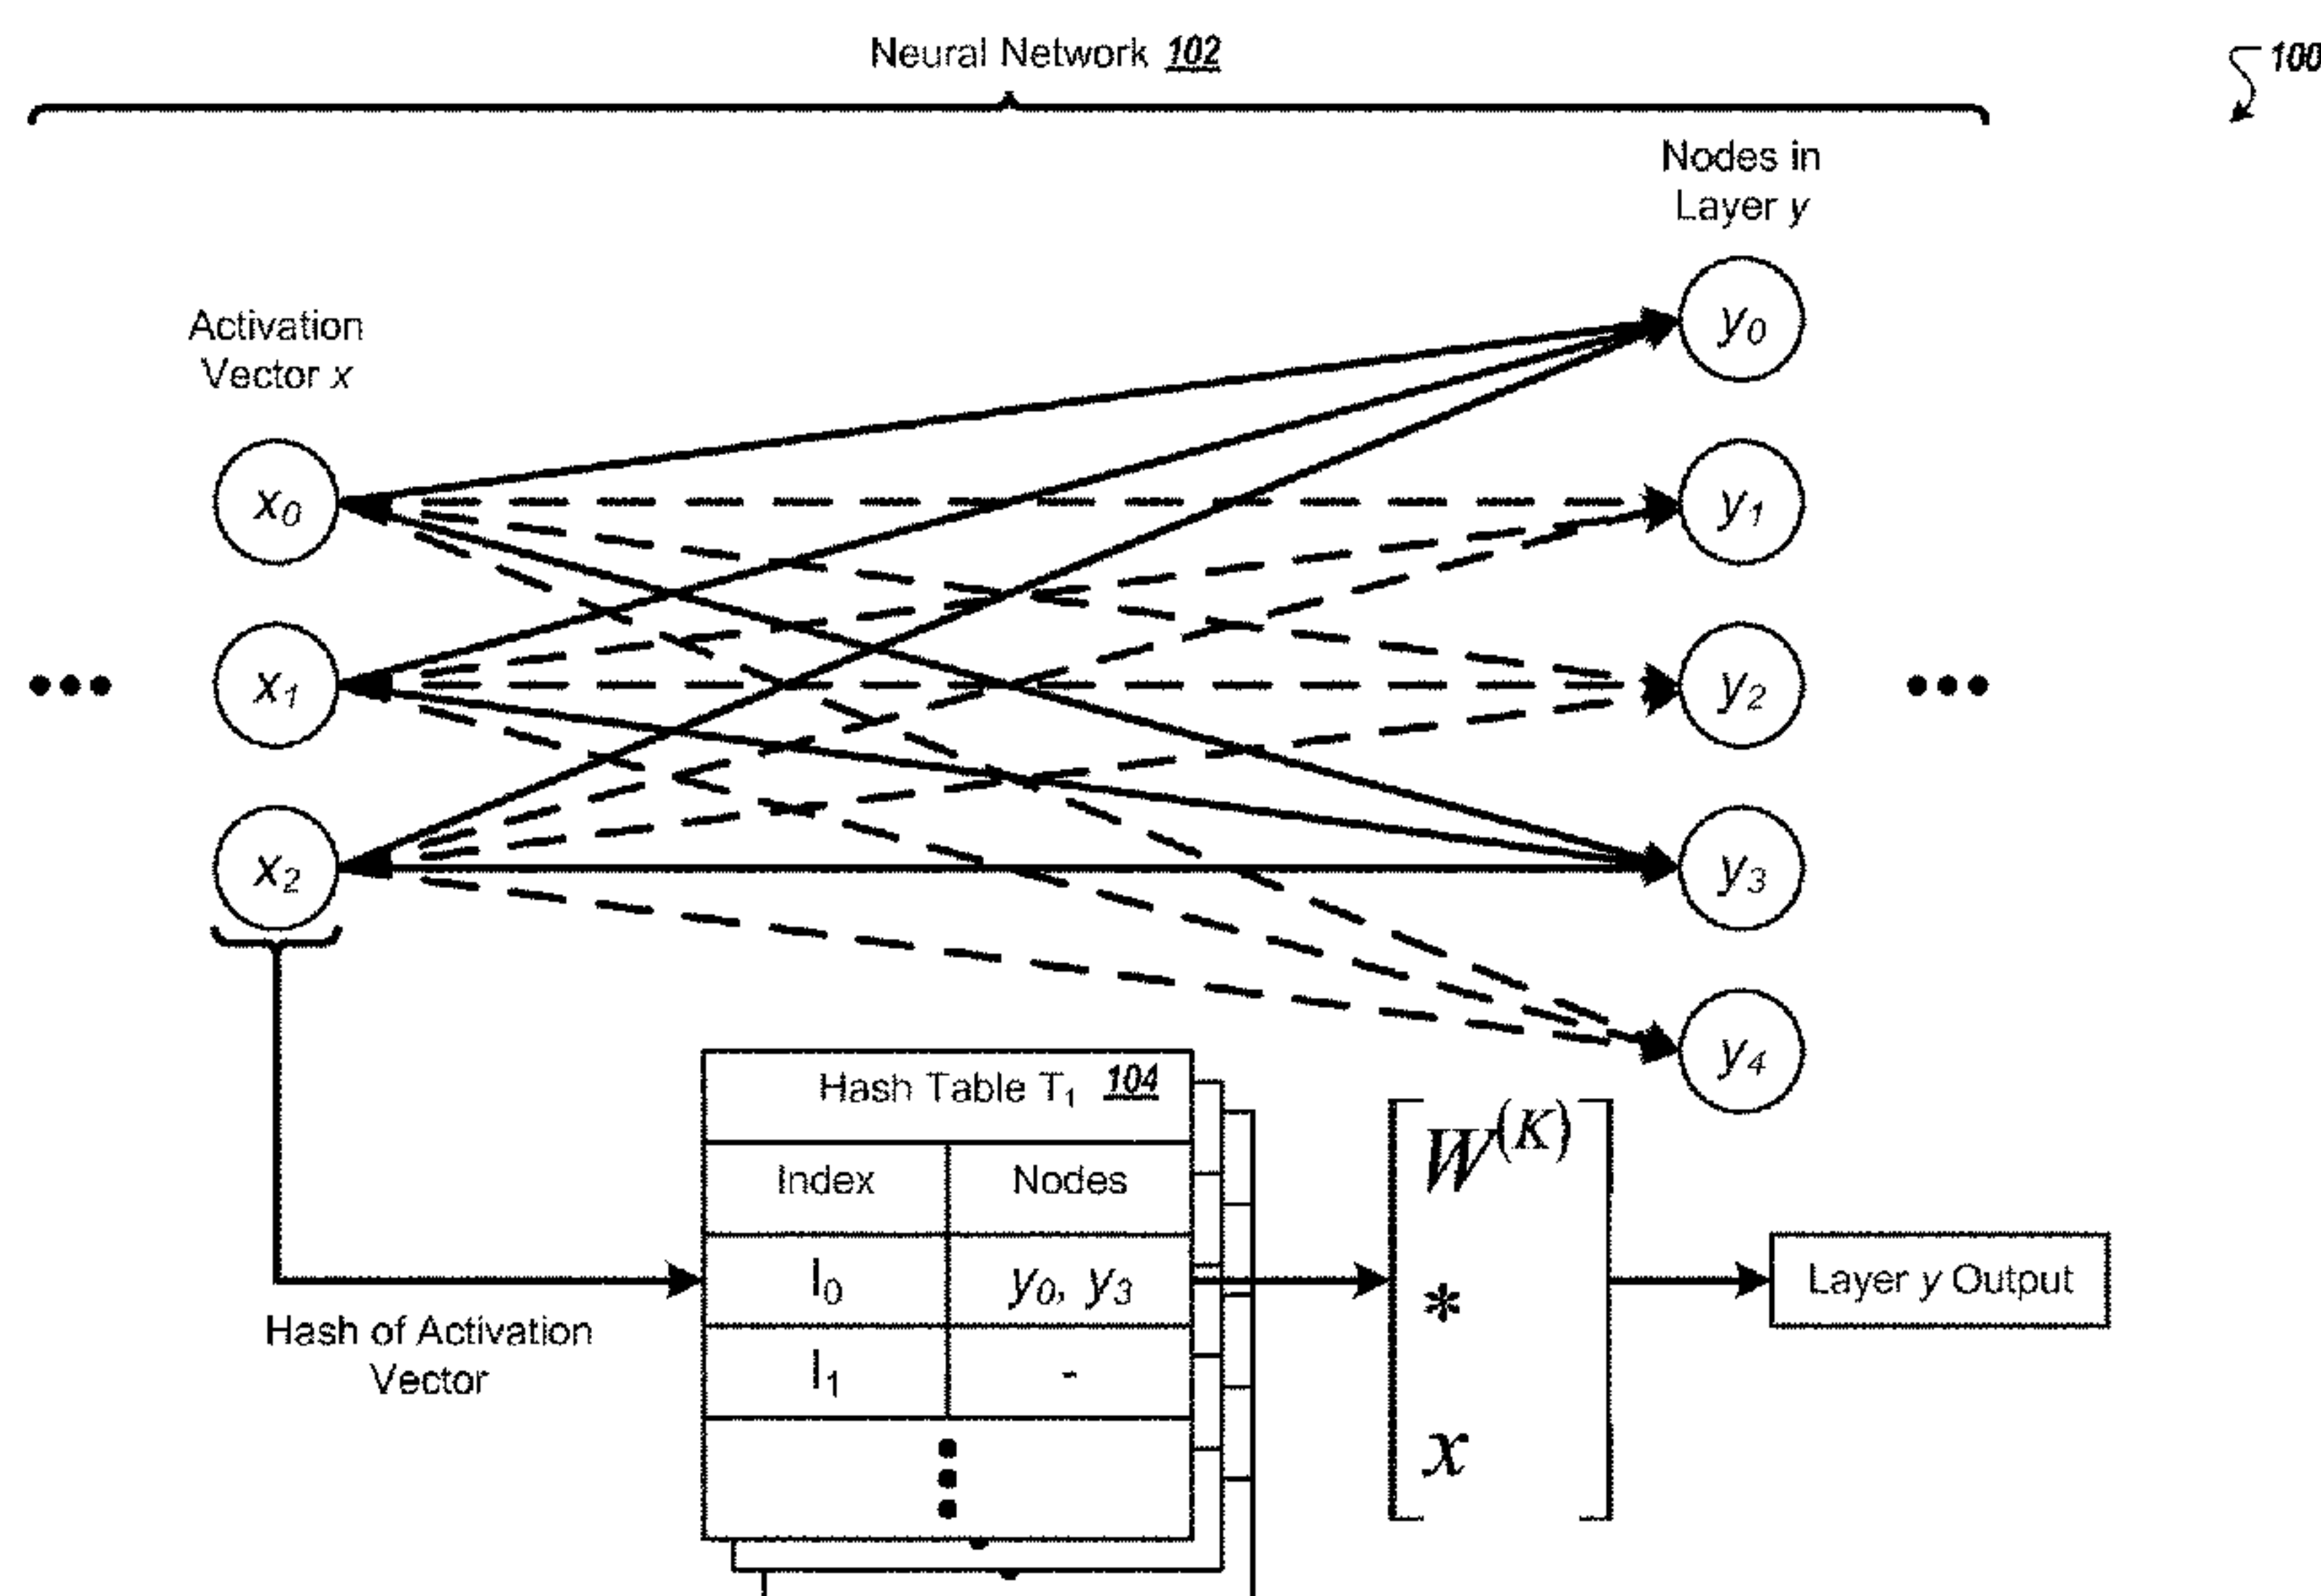 Neural Network 102
100
Nodes in
Layer y
Activation
Vector x
y₀
x₀
y₁
x₁
y₂
x₂
y₃
y₄
Hash Table T₁ 104
Index Nodes
I₀ y₀, y₃
I₁ -
Hash of Activation
Vector
W⁽ᴷ⁾
*
x
Layer y Output